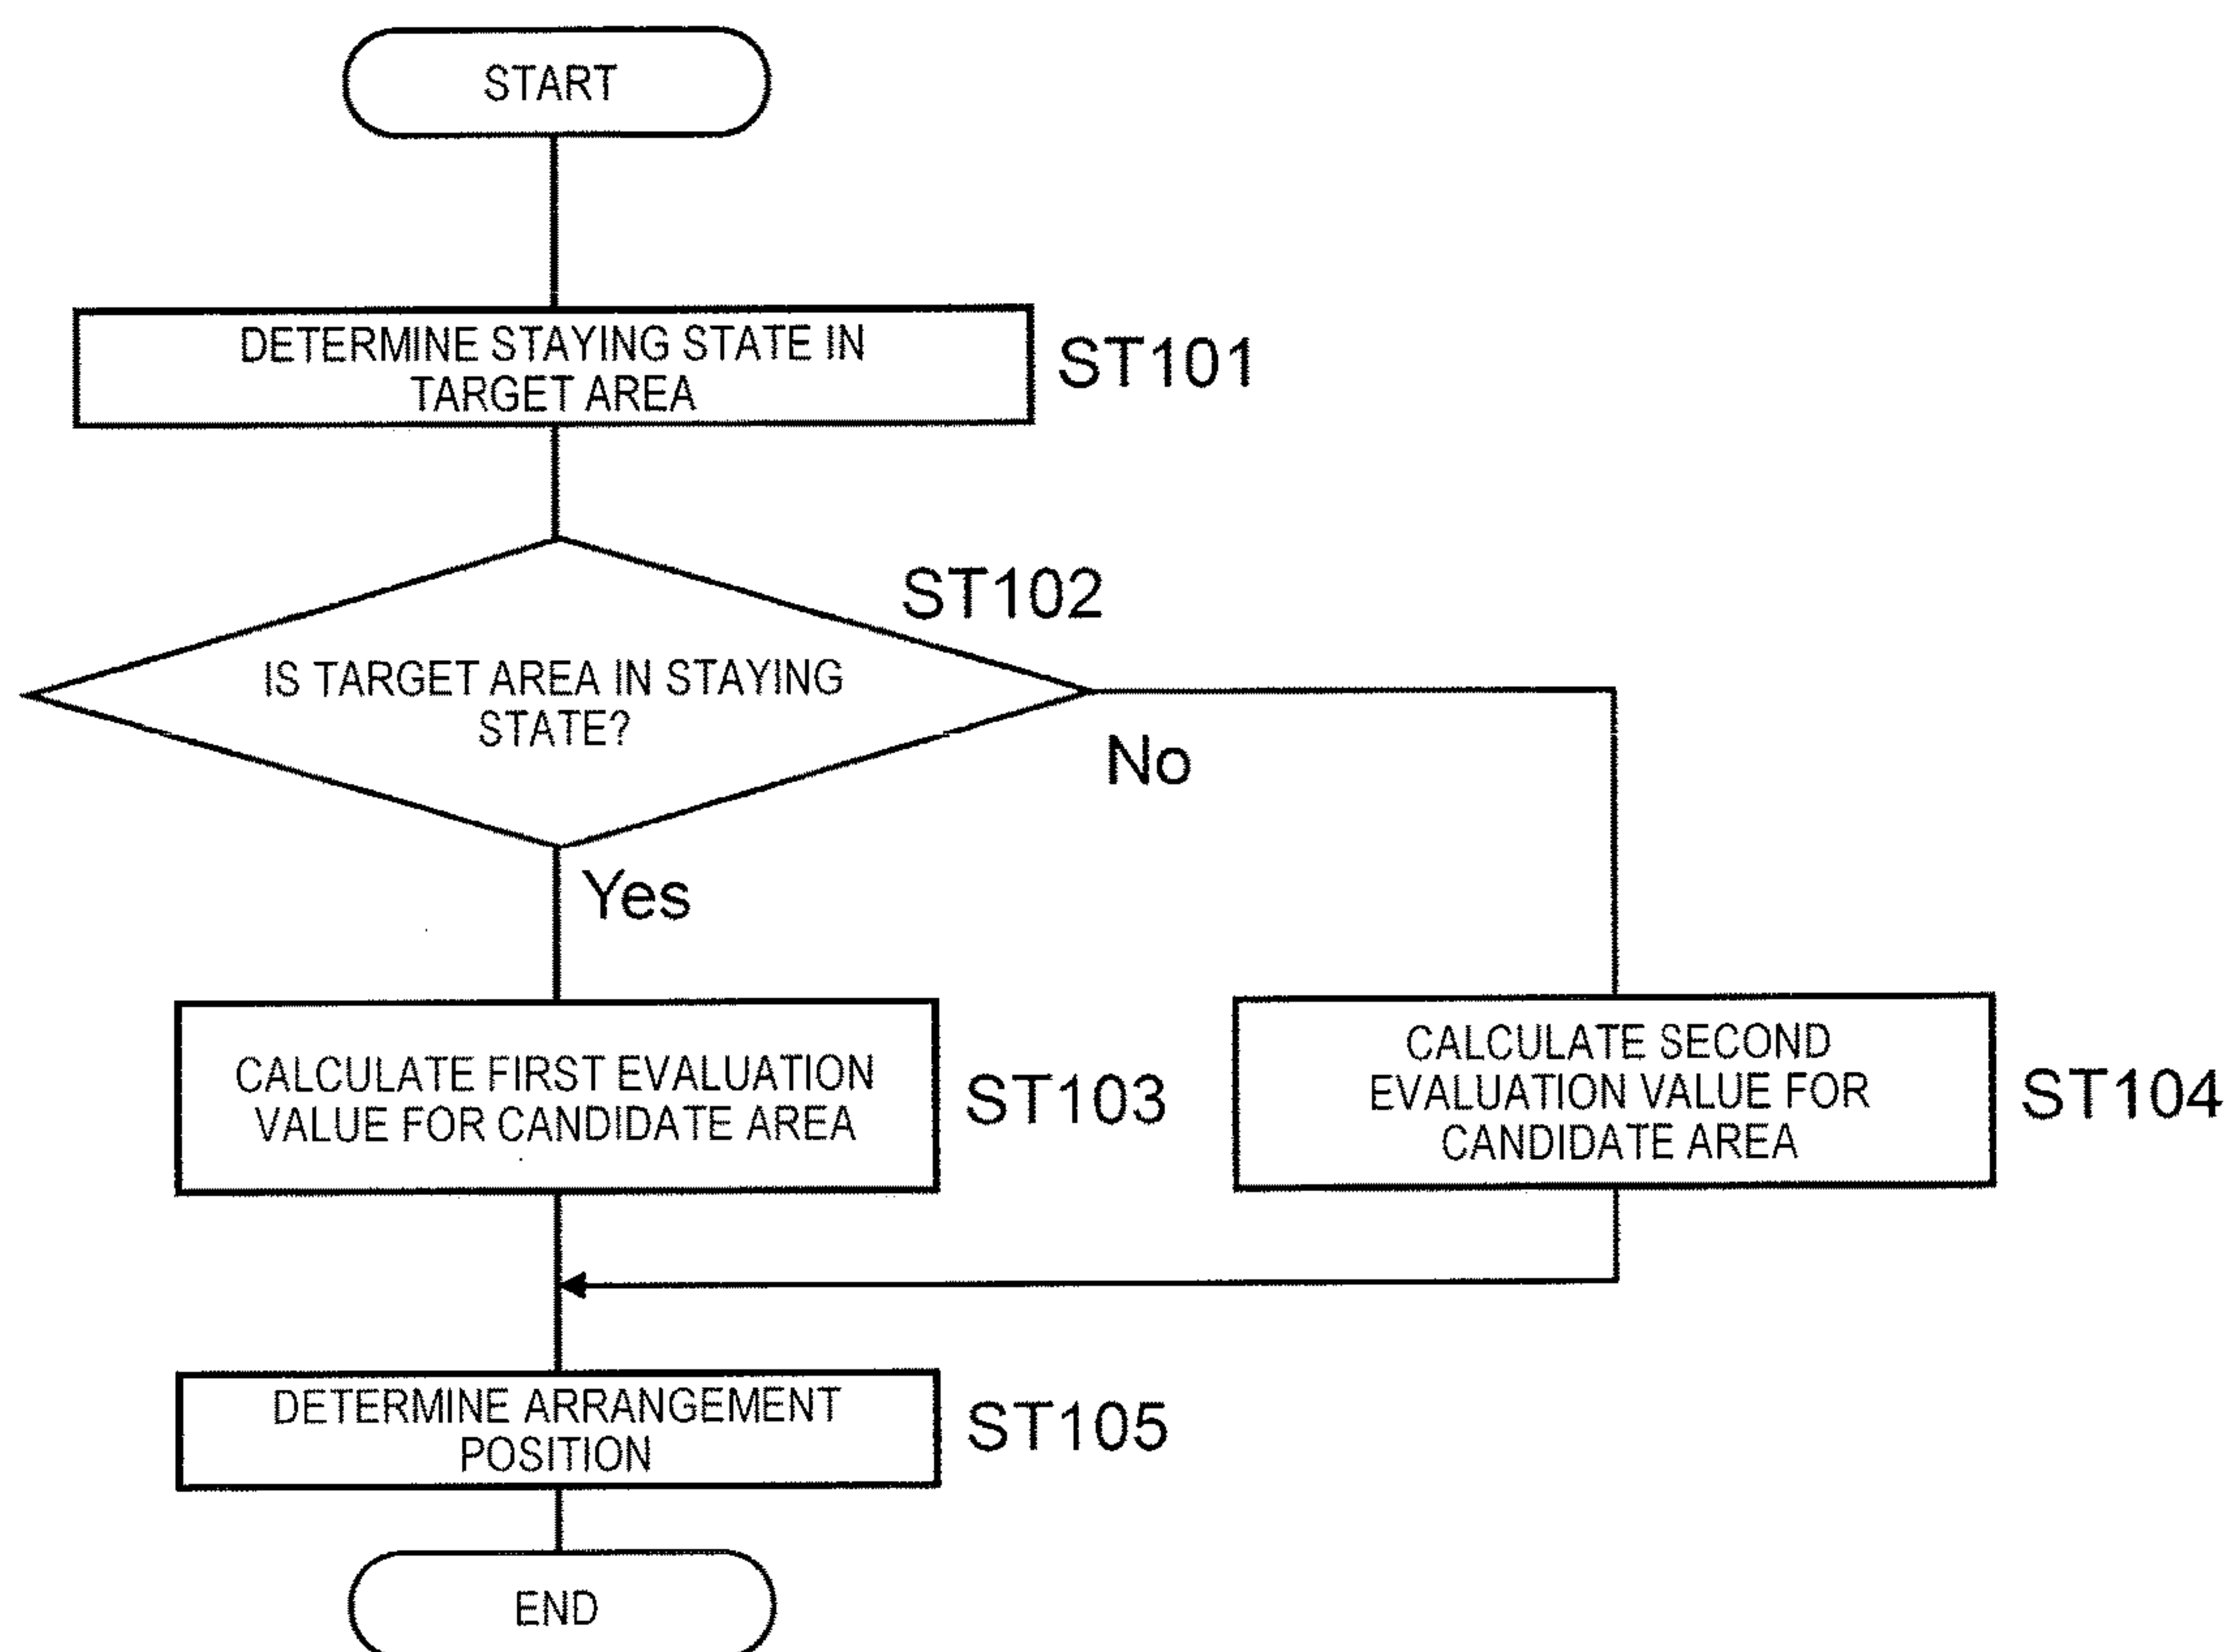 START
DETERMINE STAYING STATE IN
TARGET AREA
ST101
ST102
IS TARGET AREA IN STAYING
STATE?
No
Yes
CALCULATE FIRST EVALUATION
VALUE FOR CANDIDATE AREA
ST103
CALCULATE SECOND
EVALUATION VALUE FOR
CANDIDATE AREA
ST104
DETERMINE ARRANGEMENT
POSITION
ST105
END